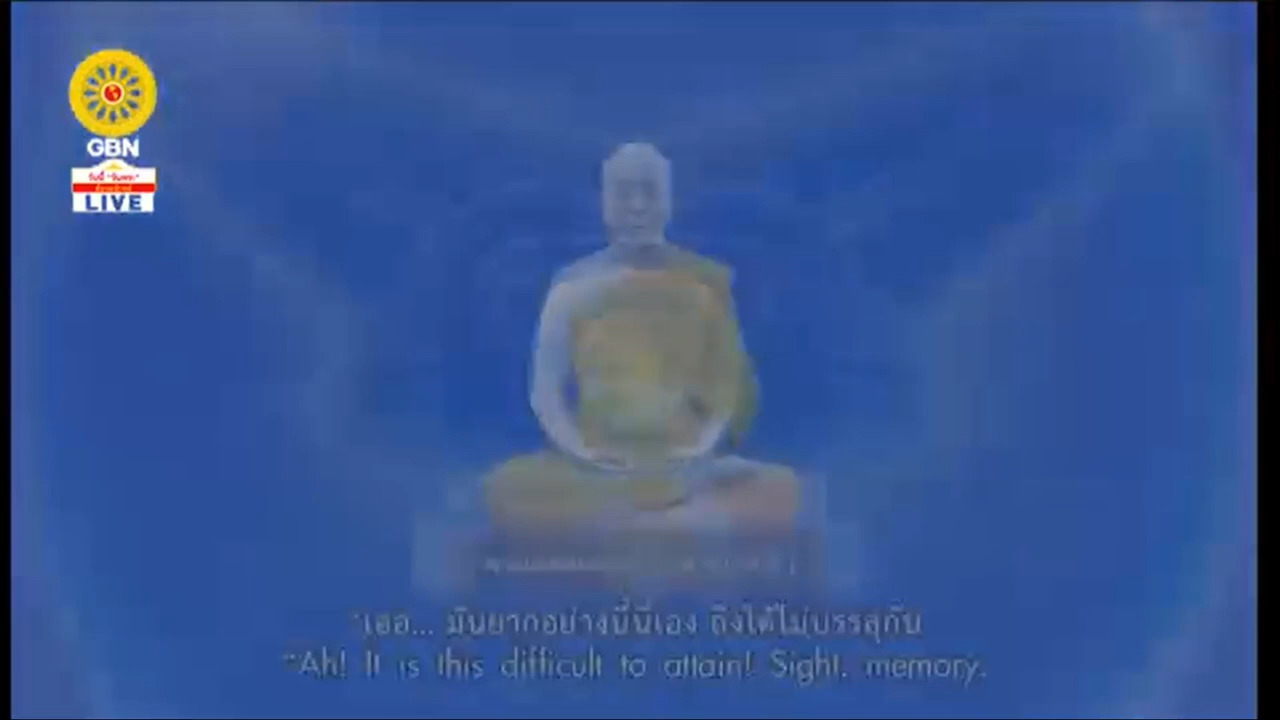 GBN
LIVE
"เออ... มันยากอย่างนี้นี่เอง ถึงได้ไม่บรรลุกัน
"Ah! It is this difficult to attain! Sight, memory,